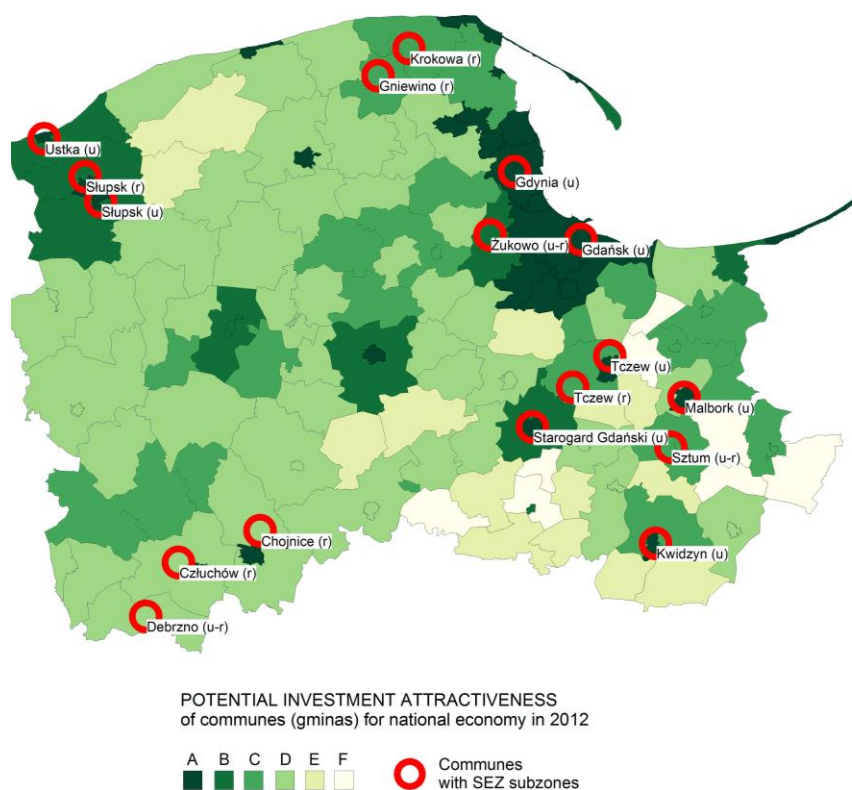 Krokowa (r)
Gniewino (r)
Ustka (u)
Słupsk (r)
Gdynia (u)
Słupsk (u)
Żukowo (u-r)
Gdańsk (u)
Tczew (u)
Tczew (r)
Malbork (u)
Starogard Gdański (u)
Sztum (u-r)
Chojnice (r)
Kwidzyn (u)
Człuchów (r)
Debrzno (u-r)
POTENTIAL INVESTMENT ATTRACTIVENESS
of communes (gminas) for national economy in 2012
A B C D E F
Communes
with SEZ subzones